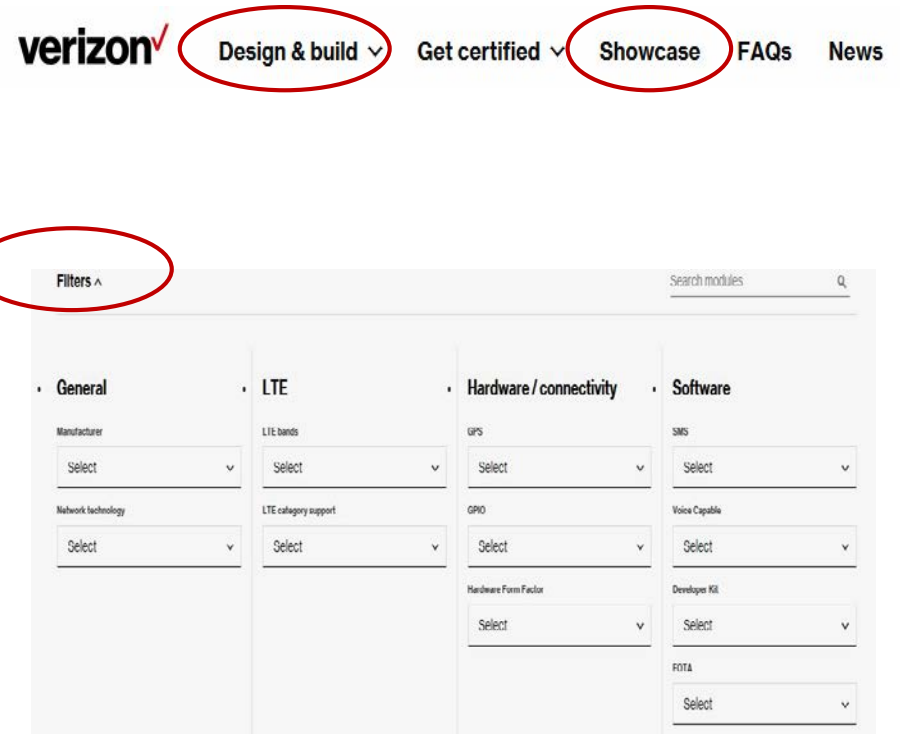 verizon✓ Design & build Get certified Showcase FAQs News
Filters Search modules
General LTE Hardware / connectivity Software
Manufacturer LTE bands GPS SMS
Select Select Select Select
Network technology LTE category support GPIO Voice Capable
Select Select Select Select
Hardware Form Factor Developer Kit
Select Select
FOTA
Select